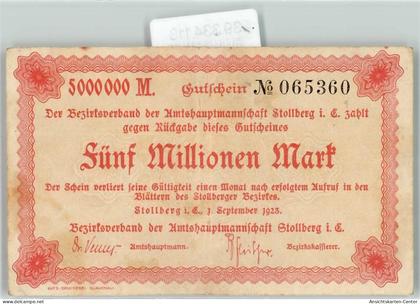 5000000 M. Gutschein № 065360
Der Bezirksverband der Amtshauptmannschaft Stollberg i. E. zahlt
gegen Rückgabe dieses Gutscheines
Fünf Millionen Mark
Der Schein verliert seine Gültigkeit einen Monat nach erfolgtem Aufruf in den
Blättern des Stollberger Bezirkes.
Stollberg i. E., 1. September 1923.
Bezirksverband der Amtshauptmannschaft Stollberg i. E.
Amtshauptmann. Bezirkskassierer.
Ansichtskarten-Center